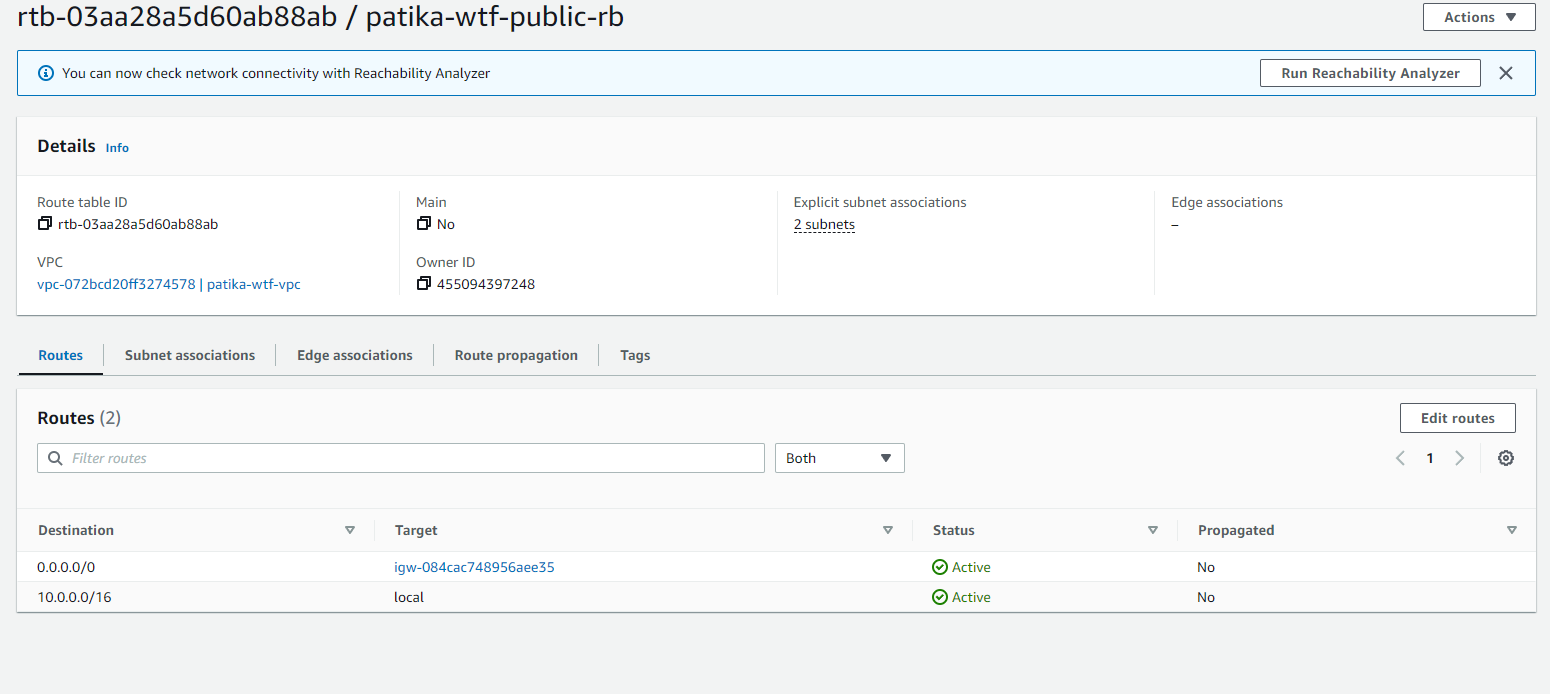 rtb-03aa28a5d60ab88ab / patika-wtf-public-rb
Actions
You can now check network connectivity with Reachability Analyzer
Run Reachability Analyzer
Details Info
Route table ID
rtb-03aa28a5d60ab88ab
Main
No
Explicit subnet associations
2 subnets
Edge associations
–
VPC
vpc-072bcd20ff3274578 | patika-wtf-vpc
Owner ID
455094397248
Routes
Subnet associations
Edge associations
Route propagation
Tags
Routes (2)
Edit routes
Filter routes
Both
1
Destination Target Status Propagated
0.0.0.0/0 igw-084cac748956aee35 Active No
10.0.0.0/16 local Active No